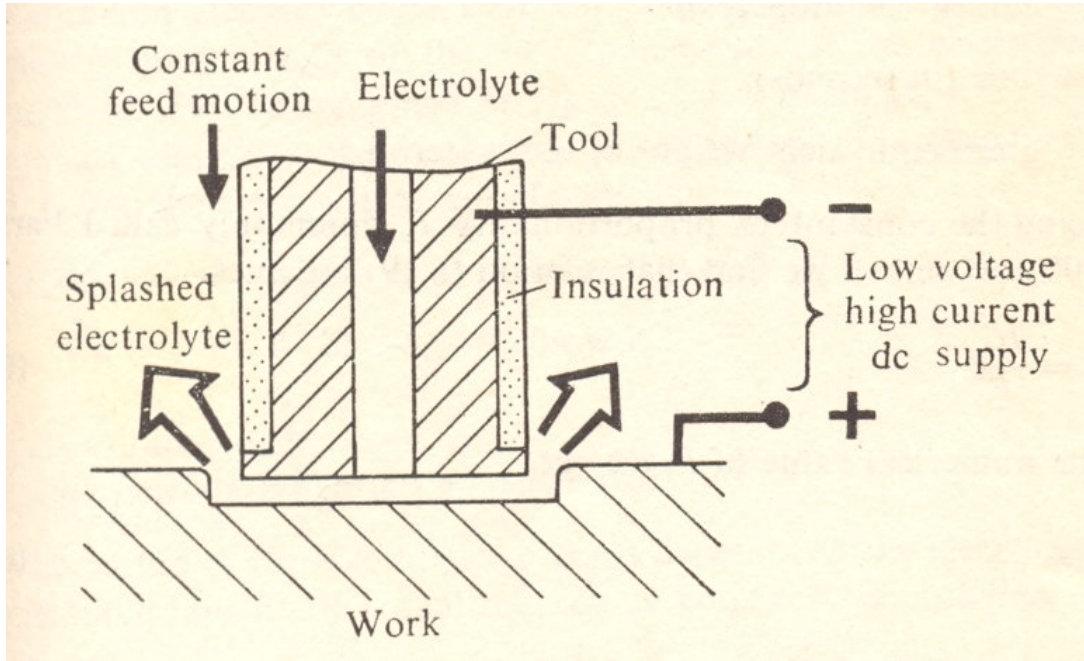 Constant
feed motion
Electrolyte
Tool
−
Splashed
electrolyte
Insulation
Low voltage
high current
dc supply
+
Work